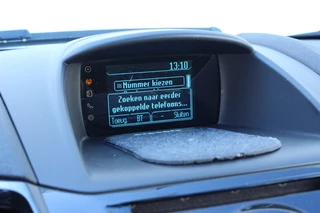 13:10
Nummer kiezen
Zoeken naar eerder
gekoppelde telefoons...
Terug BT - Sluiten